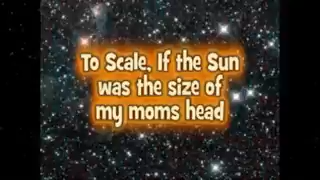 To Scale, If the Sun
was the size of
my moms head